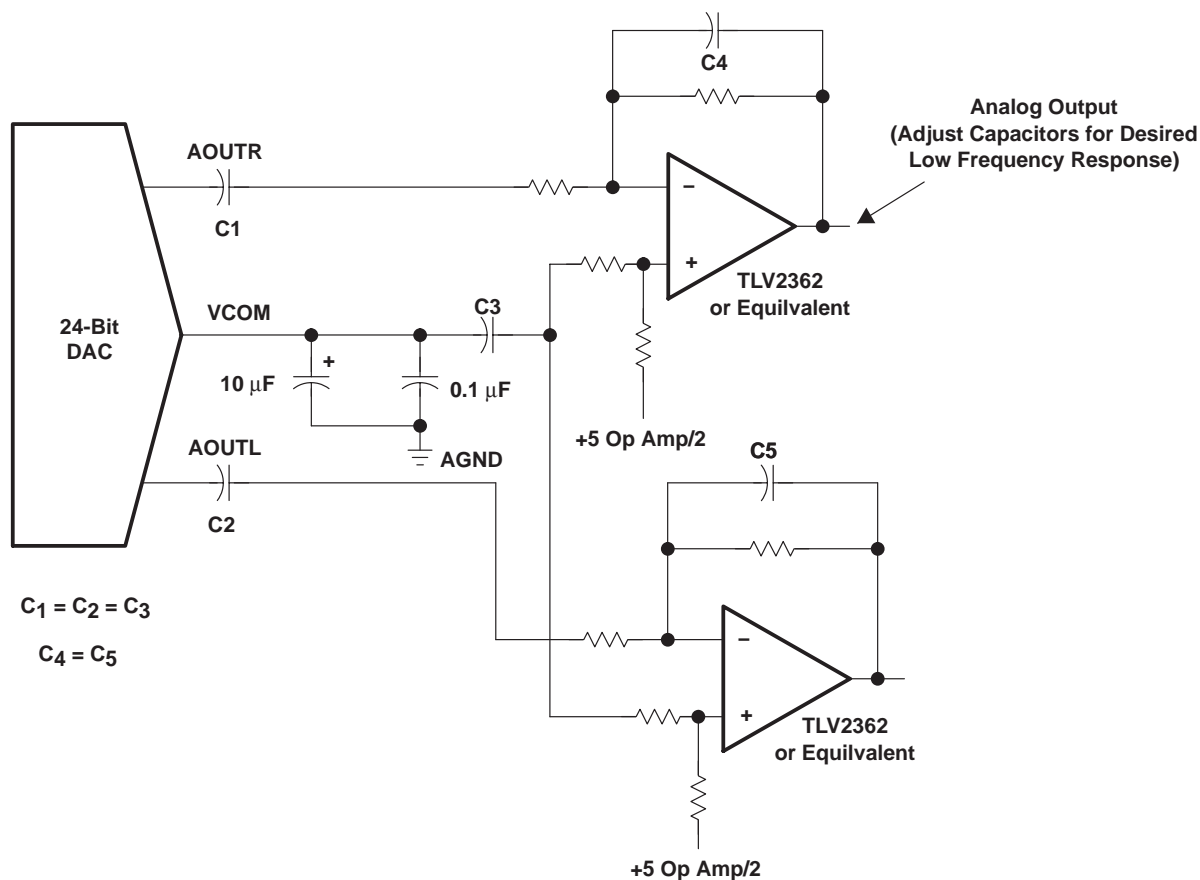 C4
Analog Output
(Adjust Capacitors for Desired
Low Frequency Response)
AOUTR
C1
−
+
TLV2362
or Equilvalent
24-Bit
DAC
VCOM
C3
+
10 μF
0.1 μF
+5 Op Amp/2
AGND
AOUTL
C2
C5
C1 = C2 = C3
C4 = C5
−
+
TLV2362
or Equilvalent
+5 Op Amp/2